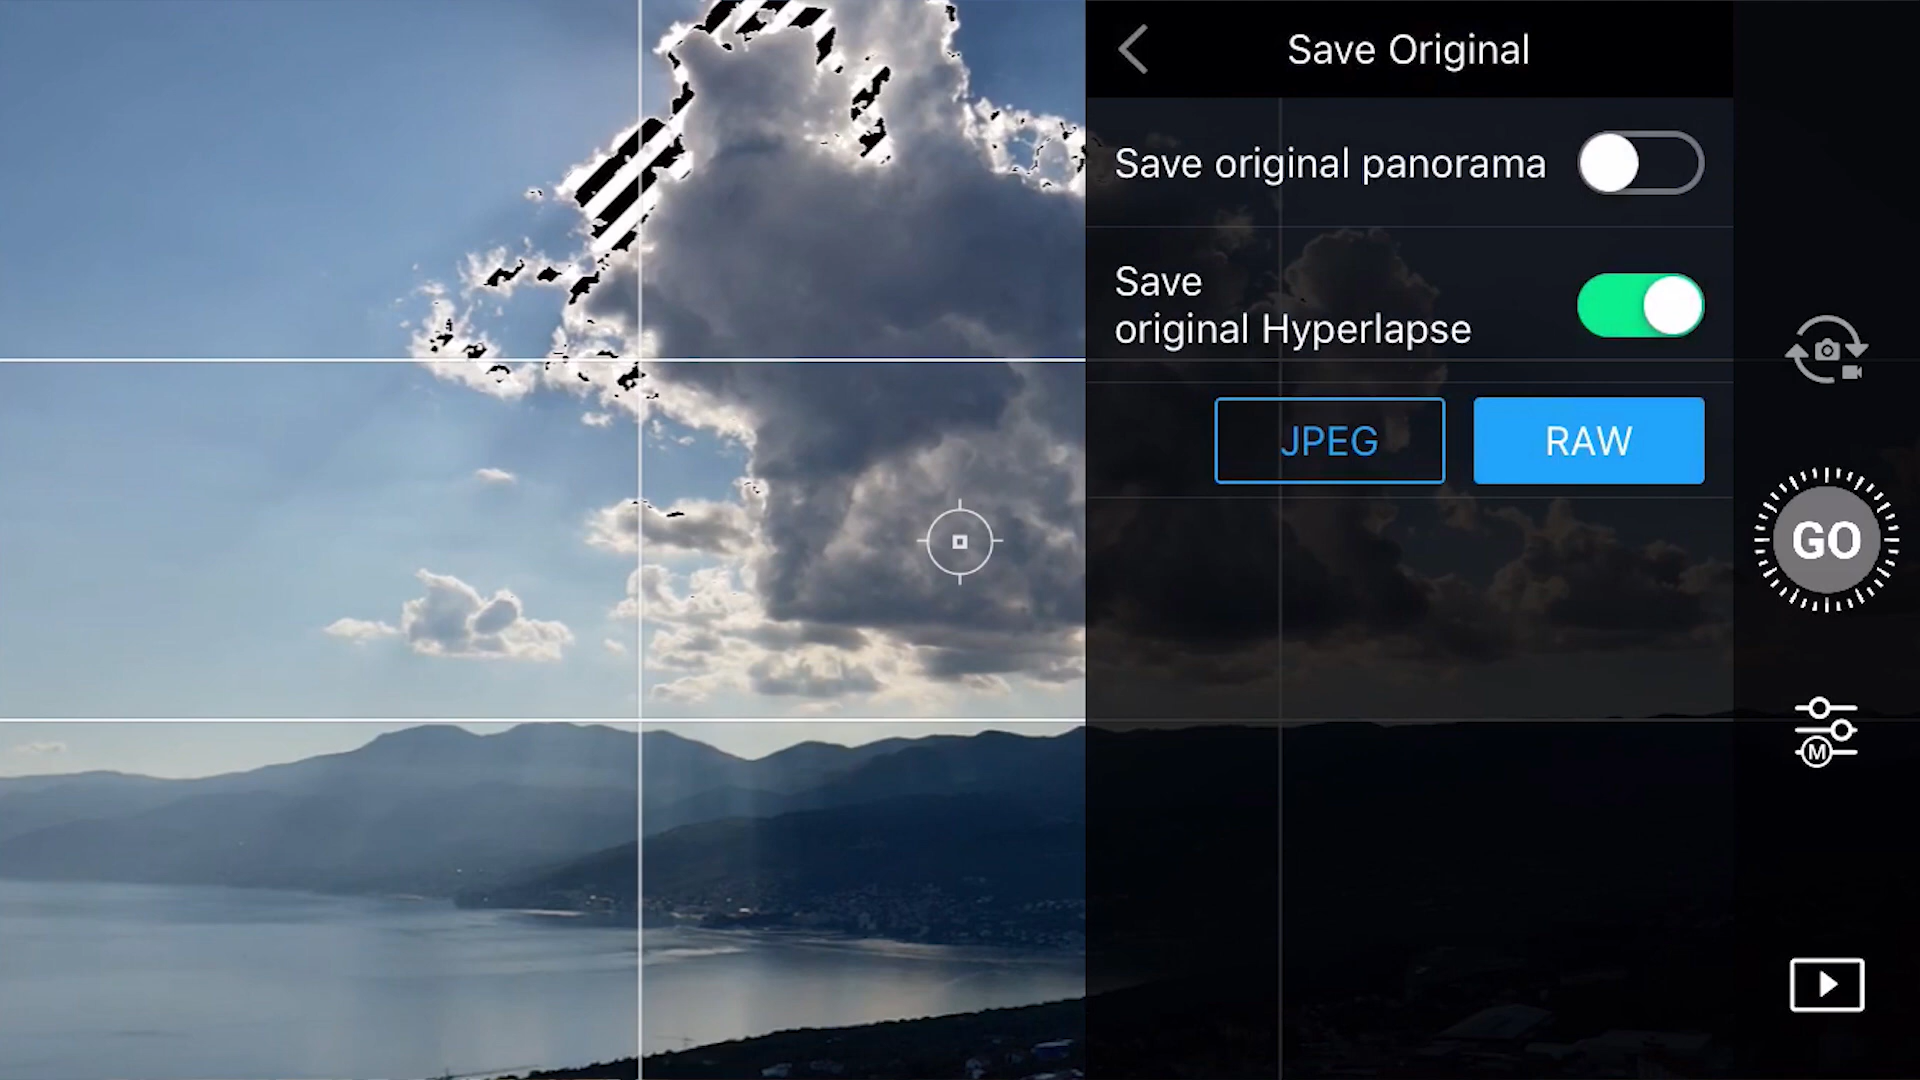 Save Original
Save original panorama
Save
original Hyperlapse
JPEG
RAW
GO
M